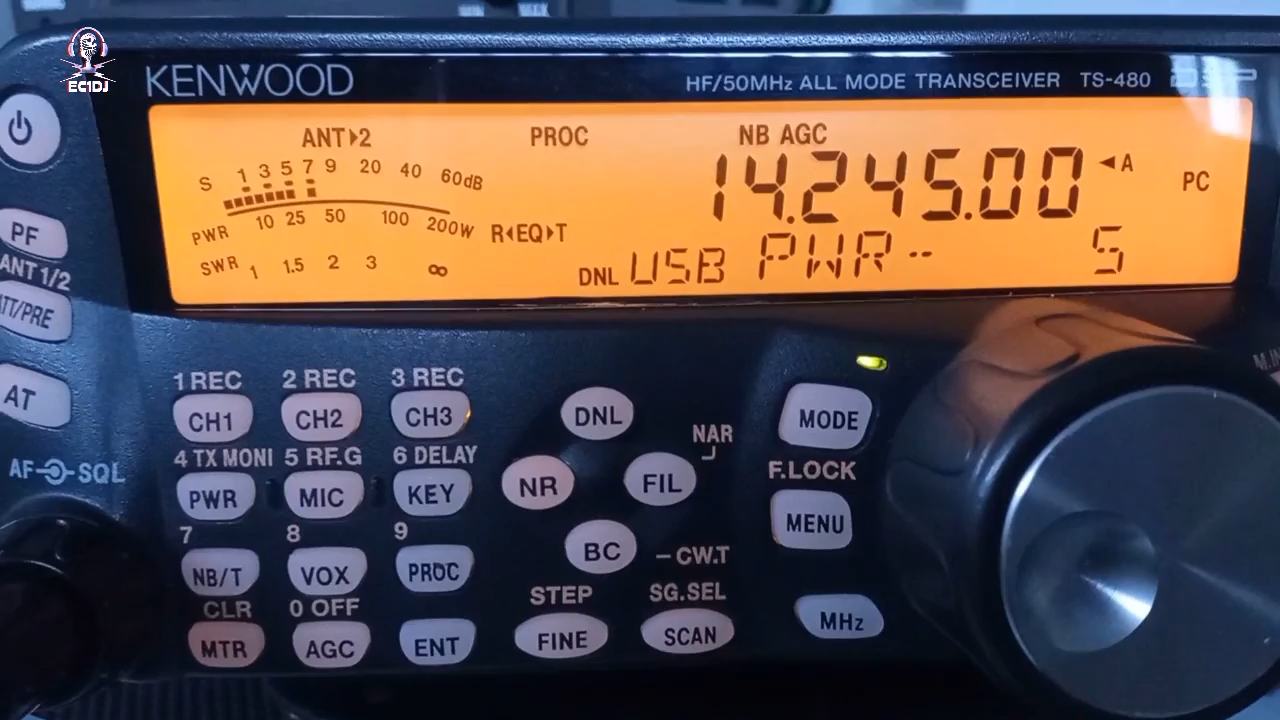 EC1DJ
KENWOOD
HF/50MHz ALL MODE TRANSCEIVER TS-480
ANT▸2 PROC NB AGC
S 1 3 5 7 9 20 40 60dB
14.245.00 ◂A PC
PWR 10 25 50 100 200W R◂EQ▸T
SWR 1 1.5 2 3 ∞ DNL USB PWR-- 5
PF
ANT 1/2
ATT/PRE
AT
AF SQL
1 REC 2 REC 3 REC
CH1 CH2 CH3 DNL MODE
4 TX MONI 5 RF.G 6 DELAY NAR F.LOCK
PWR MIC KEY NR FIL MENU
7 8 9
NB/T VOX PROC BC – CW.T
CLR 0 OFF STEP SG.SEL
MTR AGC ENT FINE SCAN MHz